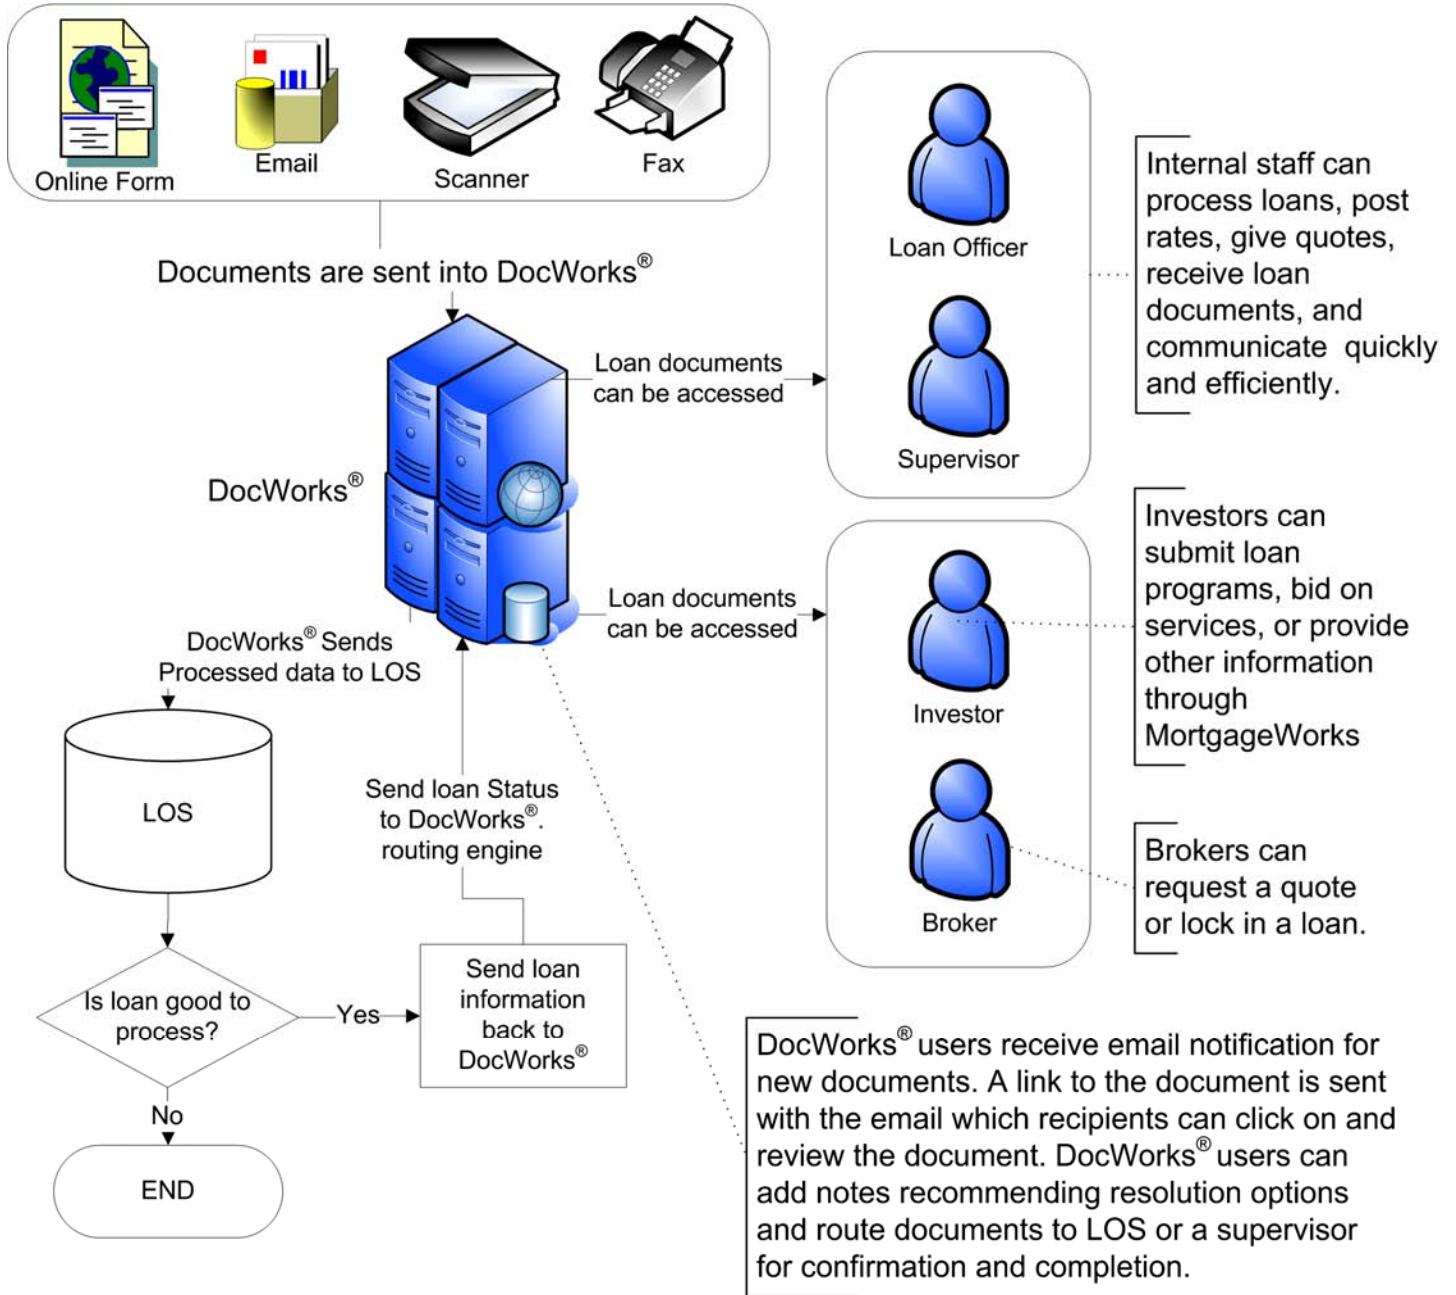 Online Form
Email
Scanner
Fax
Documents are sent into DocWorks®
DocWorks®
Loan documents
can be accessed
Loan Officer
Supervisor
Internal staff can
process loans, post
rates, give quotes,
receive loan
documents, and
communicate quickly
and efficiently.
Loan documents
can be accessed
Investor
Broker
Investors can
submit loan
programs, bid on
services, or provide
other information
through
MortgageWorks
Brokers can
request a quote
or lock in a loan.
DocWorks® Sends
Processed data to LOS
LOS
Is loan good to
process?
Yes
No
END
Send loan
information
back to
DocWorks®
Send loan Status
to DocWorks®.
routing engine
DocWorks® users receive email notification for
new documents. A link to the document is sent
with the email which recipients can click on and
review the document. DocWorks® users can
add notes recommending resolution options
and route documents to LOS or a supervisor
for confirmation and completion.